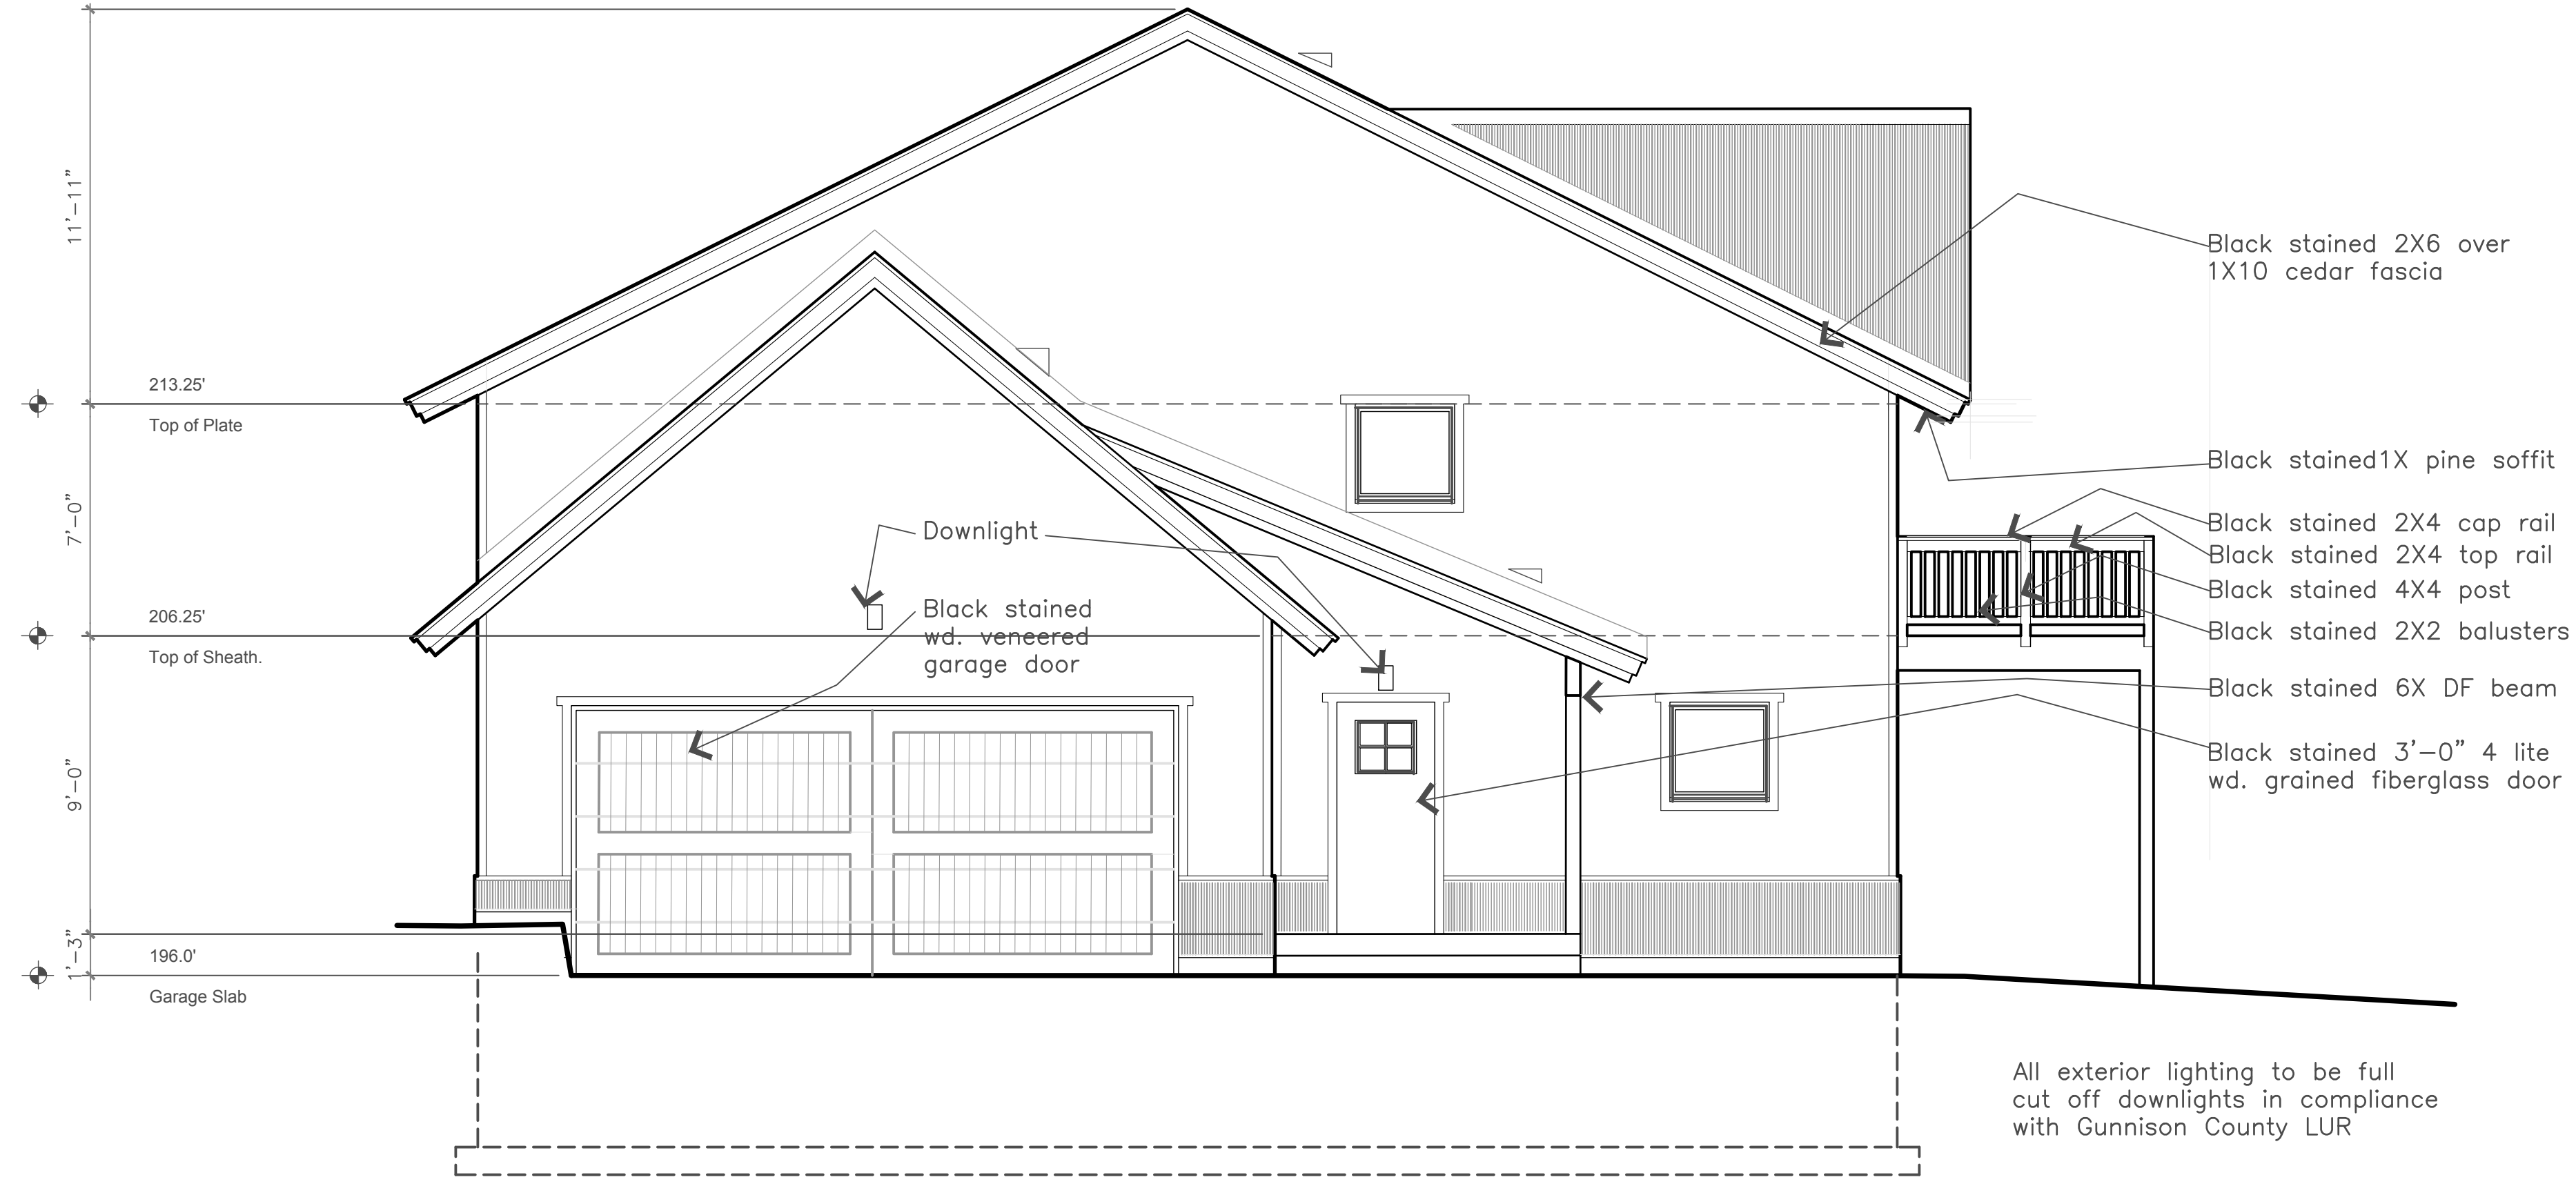 11'-11"
213.25'
Top of Plate
7'-0"
206.25'
Top of Sheath.
9'-0"
1'-3"
196.0'
Garage Slab
Downlight
Black stained
wd. veneered
garage door
Black stained 2X6 over
1X10 cedar fascia
Black stained1X pine soffit
Black stained 2X4 cap rail
Black stained 2X4 top rail
Black stained 4X4 post
Black stained 2X2 balusters
Black stained 6X DF beam
Black stained 3'-0" 4 lite
wd. grained fiberglass door
All exterior lighting to be full
cut off downlights in compliance
with Gunnison County LUR